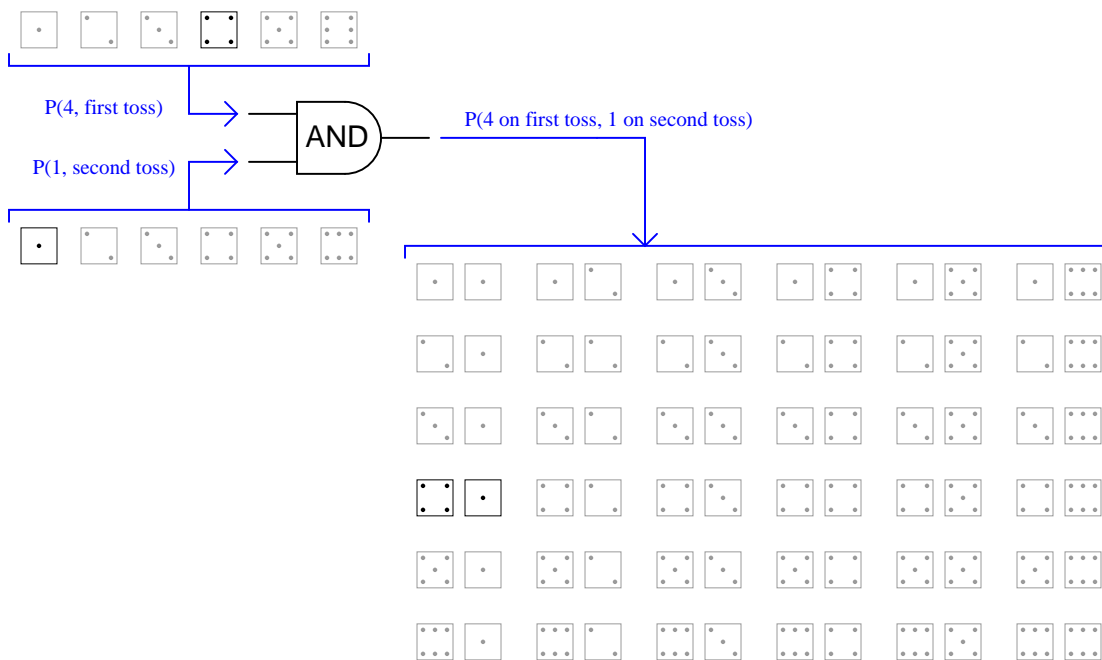 P(4, first toss)
AND
P(4 on first toss, 1 on second toss)
P(1, second toss)